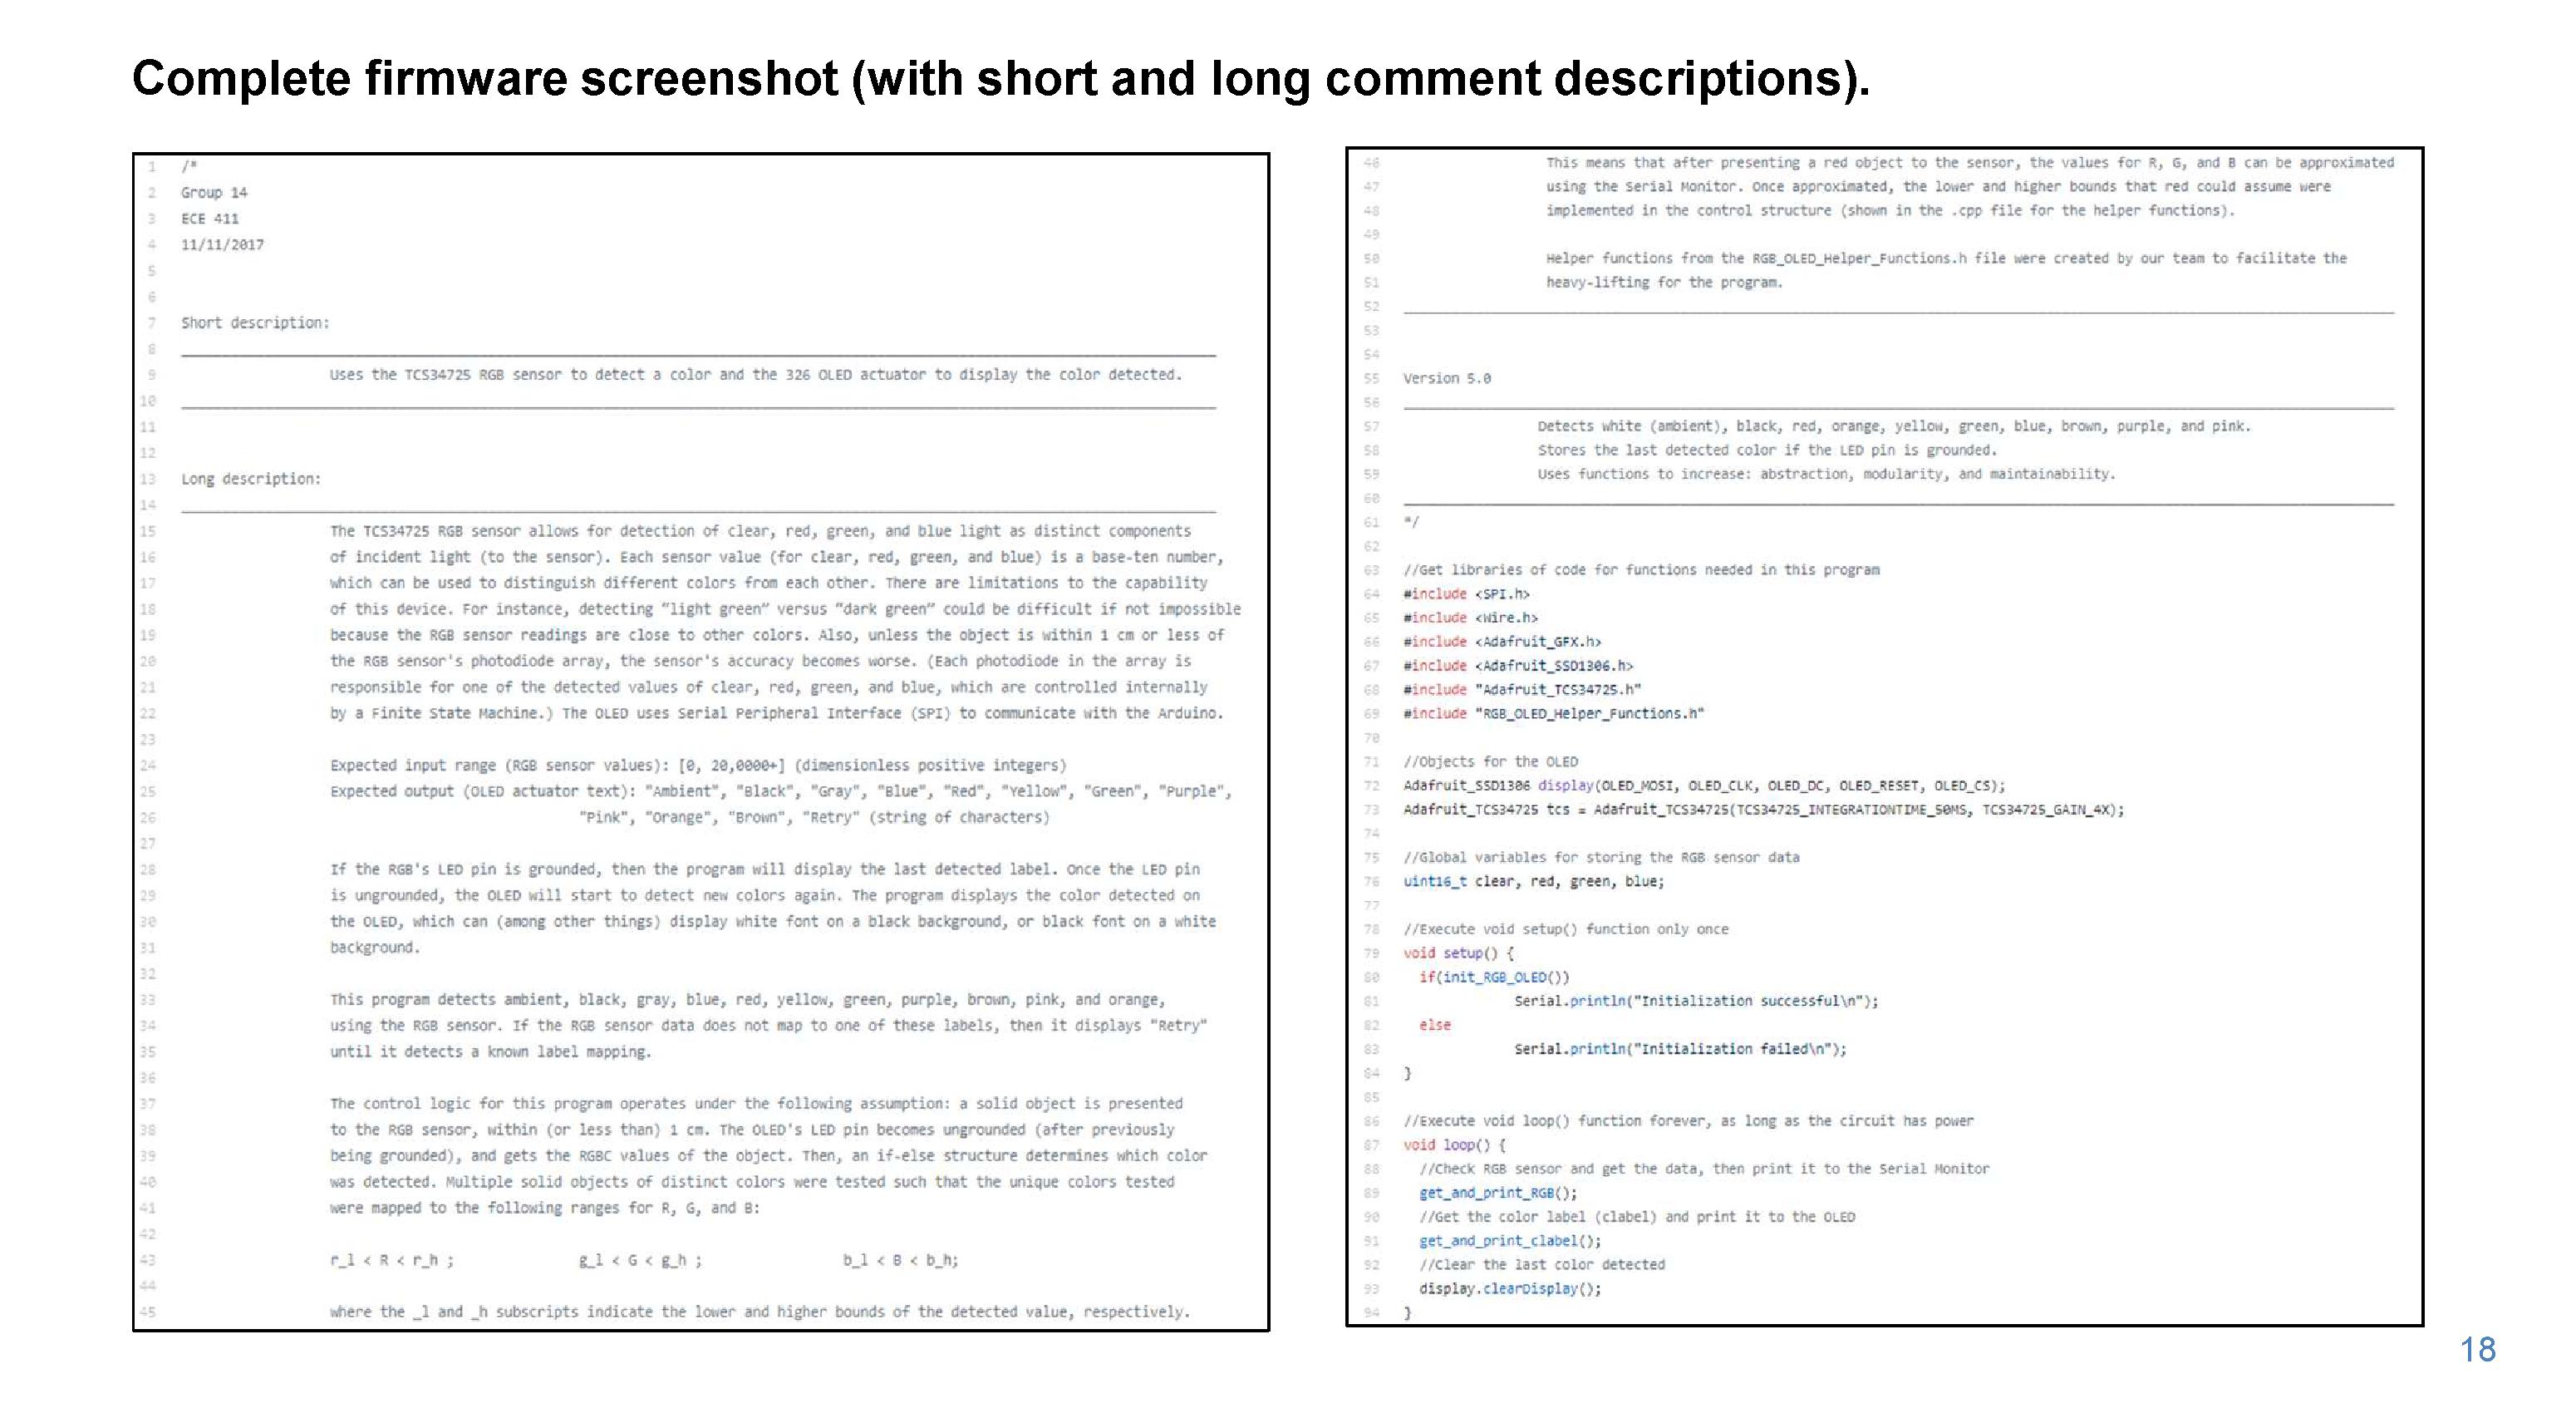 Complete firmware screenshot (with short and long comment descriptions).
1 /*
2 Group 14
3 ECE 411
4 11/11/2017
5
6
7 Short description:
8
9 Uses the TCS34725 RGB sensor to detect a color and the 326 OLED actuator to display the color detected.
10
11
12
13 Long description:
14
15 The TCS34725 RGB sensor allows for detection of clear, red, green, and blue light as distinct components
16 of incident light (to the sensor). Each sensor value (for clear, red, green, and blue) is a base-ten number,
17 which can be used to distinguish different colors from each other. There are limitations to the capability
18 of this device. For instance, detecting "light green" versus "dark green" could be difficult if not impossible
19 because the RGB sensor readings are close to other colors. Also, unless the object is within 1 cm or less of
20 the RGB sensor's photodiode array, the sensor's accuracy becomes worse. (Each photodiode in the array is
21 responsible for one of the detected values of clear, red, green, and blue, which are controlled internally
22 by a Finite State Machine.) The OLED uses Serial Peripheral Interface (SPI) to communicate with the Arduino.
23
24 Expected input range (RGB sensor values): [0, 20,0000+] (dimensionless positive integers)
25 Expected output (OLED actuator text): "Ambient", "Black", "Gray", "Blue", "Red", "Yellow", "Green", "Purple",
26 "Pink", "Orange", "Brown", "Retry" (string of characters)
27
28 If the RGB's LED pin is grounded, then the program will display the last detected label. Once the LED pin
29 is ungrounded, the OLED will start to detect new colors again. The program displays the color detected on
30 the OLED, which can (among other things) display white font on a black background, or black font on a white
31 background.
32
33 This program detects ambient, black, gray, blue, red, yellow, green, purple, brown, pink, and orange,
34 using the RGB sensor. If the RGB sensor data does not map to one of these labels, then it displays "Retry"
35 until it detects a known label mapping.
36
37 The control logic for this program operates under the following assumption: a solid object is presented
38 to the RGB sensor, within (or less than) 1 cm. The OLED's LED pin becomes ungrounded (after previously
39 being grounded), and gets the RGBC values of the object. Then, an if-else structure determines which color
40 was detected. Multiple solid objects of distinct colors were tested such that the unique colors tested
41 were mapped to the following ranges for R, G, and B:
42
43 r_l < R < r_h ; g_l < G < g_h ; b_l < B < b_h;
44
45 where the _l and _h subscripts indicate the lower and higher bounds of the detected value, respectively.
46 This means that after presenting a red object to the sensor, the values for R, G, and B can be approximated
47 using the Serial Monitor. Once approximated, the lower and higher bounds that red could assume were
48 implemented in the control structure (shown in the .cpp file for the helper functions).
49
50 Helper functions from the RGB_OLED_Helper_Functions.h file were created by our team to facilitate the
51 heavy-lifting for the program.
52
53
54
55 Version 5.0
56
57 Detects white (ambient), black, red, orange, yellow, green, blue, brown, purple, and pink.
58 Stores the last detected color if the LED pin is grounded.
59 Uses functions to increase: abstraction, modularity, and maintainability.
60
61 */
62
63 //Get libraries of code for functions needed in this program
64 #include <SPI.h>
65 #include <Wire.h>
66 #include <Adafruit_GFX.h>
67 #include <Adafruit_SSD1306.h>
68 #include "Adafruit_TCS34725.h"
69 #include "RGB_OLED_Helper_Functions.h"
70
71 //Objects for the OLED
72 Adafruit_SSD1306 display(OLED_MOSI, OLED_CLK, OLED_DC, OLED_RESET, OLED_CS);
73 Adafruit_TCS34725 tcs = Adafruit_TCS34725(TCS34725_INTEGRATIONTIME_50MS, TCS34725_GAIN_4X);
74
75 //Global variables for storing the RGB sensor data
76 uint16_t clear, red, green, blue;
77
78 //Execute void setup() function only once
79 void setup() {
80 if(init_RGB_OLED())
81 Serial.println("Initialization successful\n");
82 else
83 Serial.println("Initialization failed\n");
84 }
85
86 //Execute void loop() function forever, as long as the circuit has power
87 void loop() {
88 //Check RGB sensor and get the data, then print it to the Serial Monitor
89 get_and_print_RGB();
90 //Get the color label (clabel) and print it to the OLED
91 get_and_print_clabel();
92 //Clear the last color detected
93 display.clearDisplay();
94 }
18